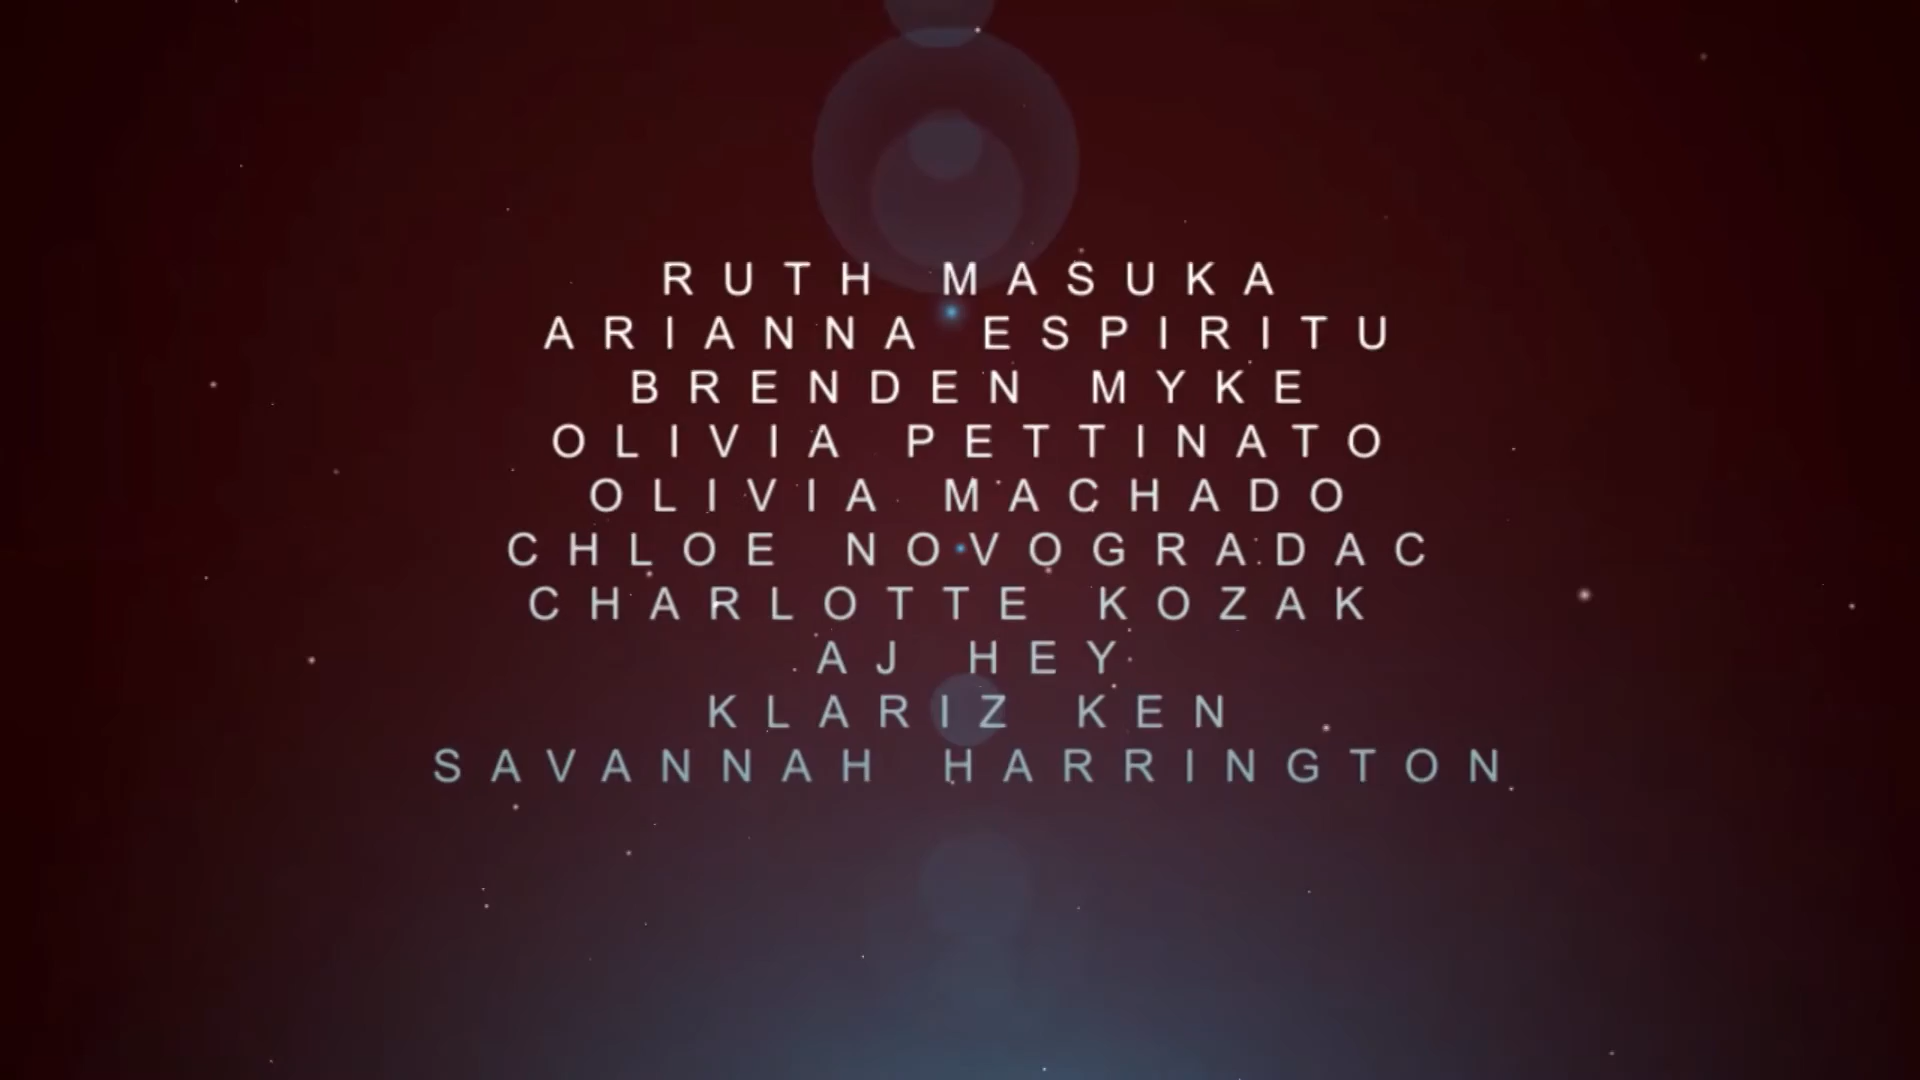 RUTH MASUKA
ARIANNA ESPIRITU
BRENDEN MYKE
OLIVIA PETTINATO
OLIVIA MACHADO
CHLOE NOVOGRADAC
CHARLOTTE KOZAK
AJ HEY
KLARIZ KEN
SAVANNAH HARRINGTON